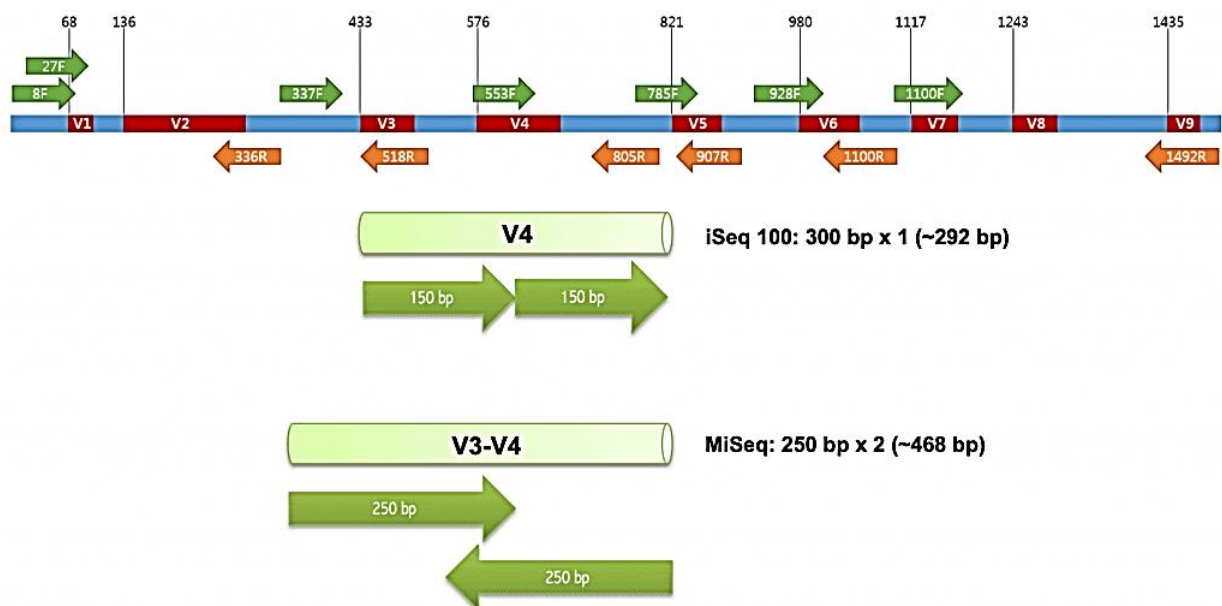 68 136 433 576 821 980 1117 1243 1435
27F
8F 337F 553F 785F 928F 1100F
V1 V2 V3 V4 V5 V6 V7 V8 V9
336R 518R 805R 907R 1100R 1492R
V4 iSeq 100: 300 bp x 1 (~292 bp)
150 bp 150 bp
V3-V4 MiSeq: 250 bp x 2 (~468 bp)
250 bp
250 bp